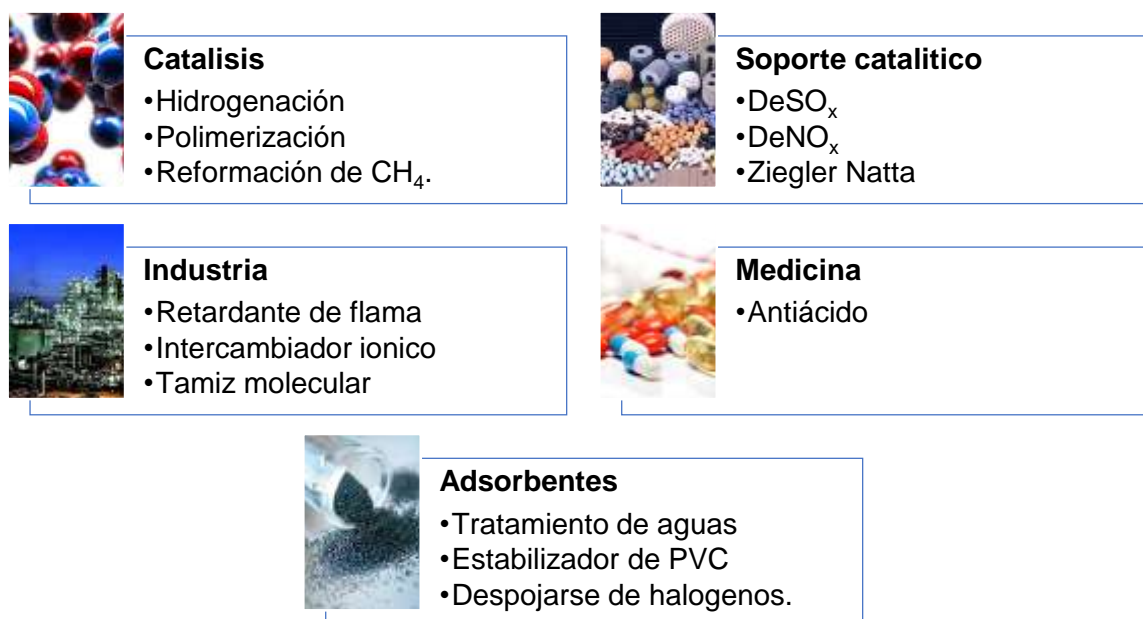 Catalisis
•Hidrogenación
•Polimerización
•Reformación de CH₄.
Soporte catalitico
•DeSOₓ
•DeNOₓ
•Ziegler Natta
Industria
•Retardante de flama
•Intercambiador ionico
•Tamiz molecular
Medicina
•Antiácido
Adsorbentes
•Tratamiento de aguas
•Estabilizador de PVC
•Despojarse de halogenos.